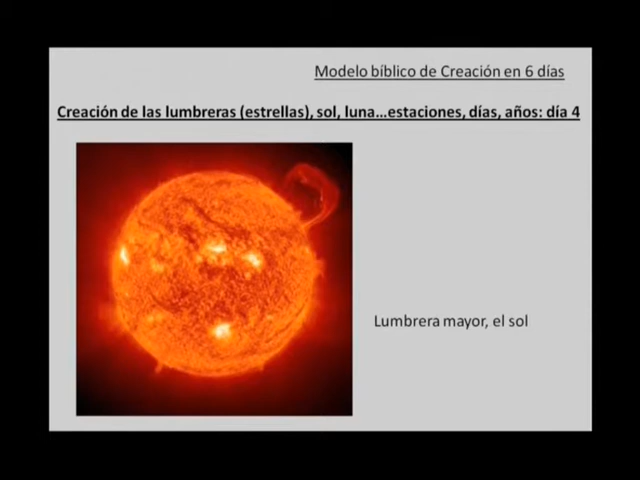 Modelo bíblico de Creación en 6 días
Creación de las lumbreras (estrellas), sol, luna…estaciones, días, años: día 4
Lumbrera mayor, el sol